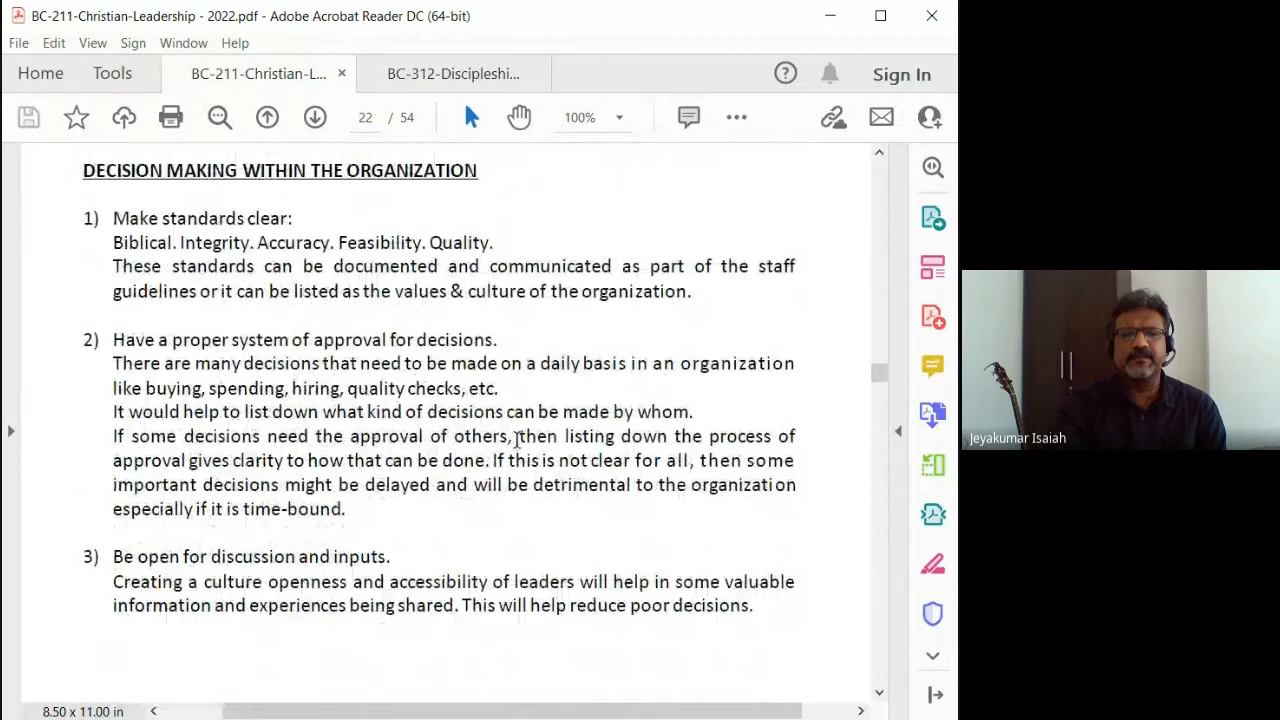 BC-211-Christian-Leadership - 2022.pdf - Adobe Acrobat Reader DC (64-bit)
File Edit View Sign Window Help
Home Tools BC-211-Christian-L... × BC-312-Discipleshi... Sign In
22 / 54 100%
DECISION MAKING WITHIN THE ORGANIZATION
1) Make standards clear:
Biblical. Integrity. Accuracy. Feasibility. Quality.
These standards can be documented and communicated as part of the staff
guidelines or it can be listed as the values & culture of the organization.
2) Have a proper system of approval for decisions.
There are many decisions that need to be made on a daily basis in an organization
like buying, spending, hiring, quality checks, etc.
It would help to list down what kind of decisions can be made by whom.
If some decisions need the approval of others, then listing down the process of
approval gives clarity to how that can be done. If this is not clear for all, then some
important decisions might be delayed and will be detrimental to the organization
especially if it is time-bound.
3) Be open for discussion and inputs.
Creating a culture openness and accessibility of leaders will help in some valuable
information and experiences being shared. This will help reduce poor decisions.
8.50 x 11.00 in
Jeyakumar Isaiah